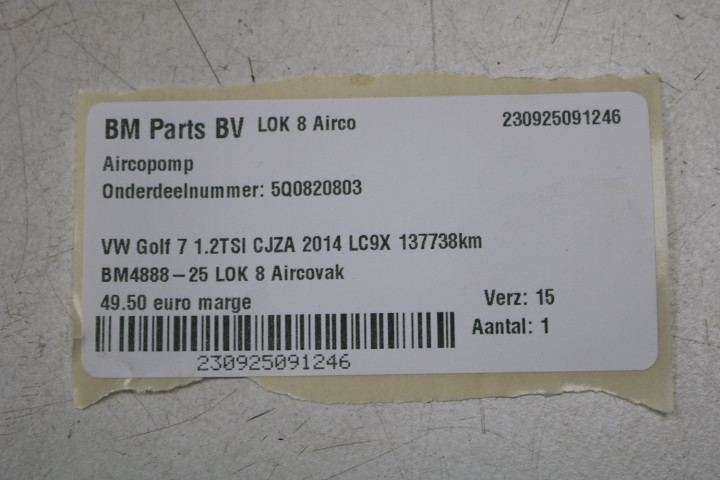 BM Parts BV LOK 8 Airco 230925091246
Aircopomp
Onderdeelnummer: 5Q0820803
VW Golf 7 1.2TSI CJZA 2014 LC9X 137738km
BM4888-25 LOK 8 Aircovak
49.50 euro marge Verz: 15
Aantal: 1
230925091246